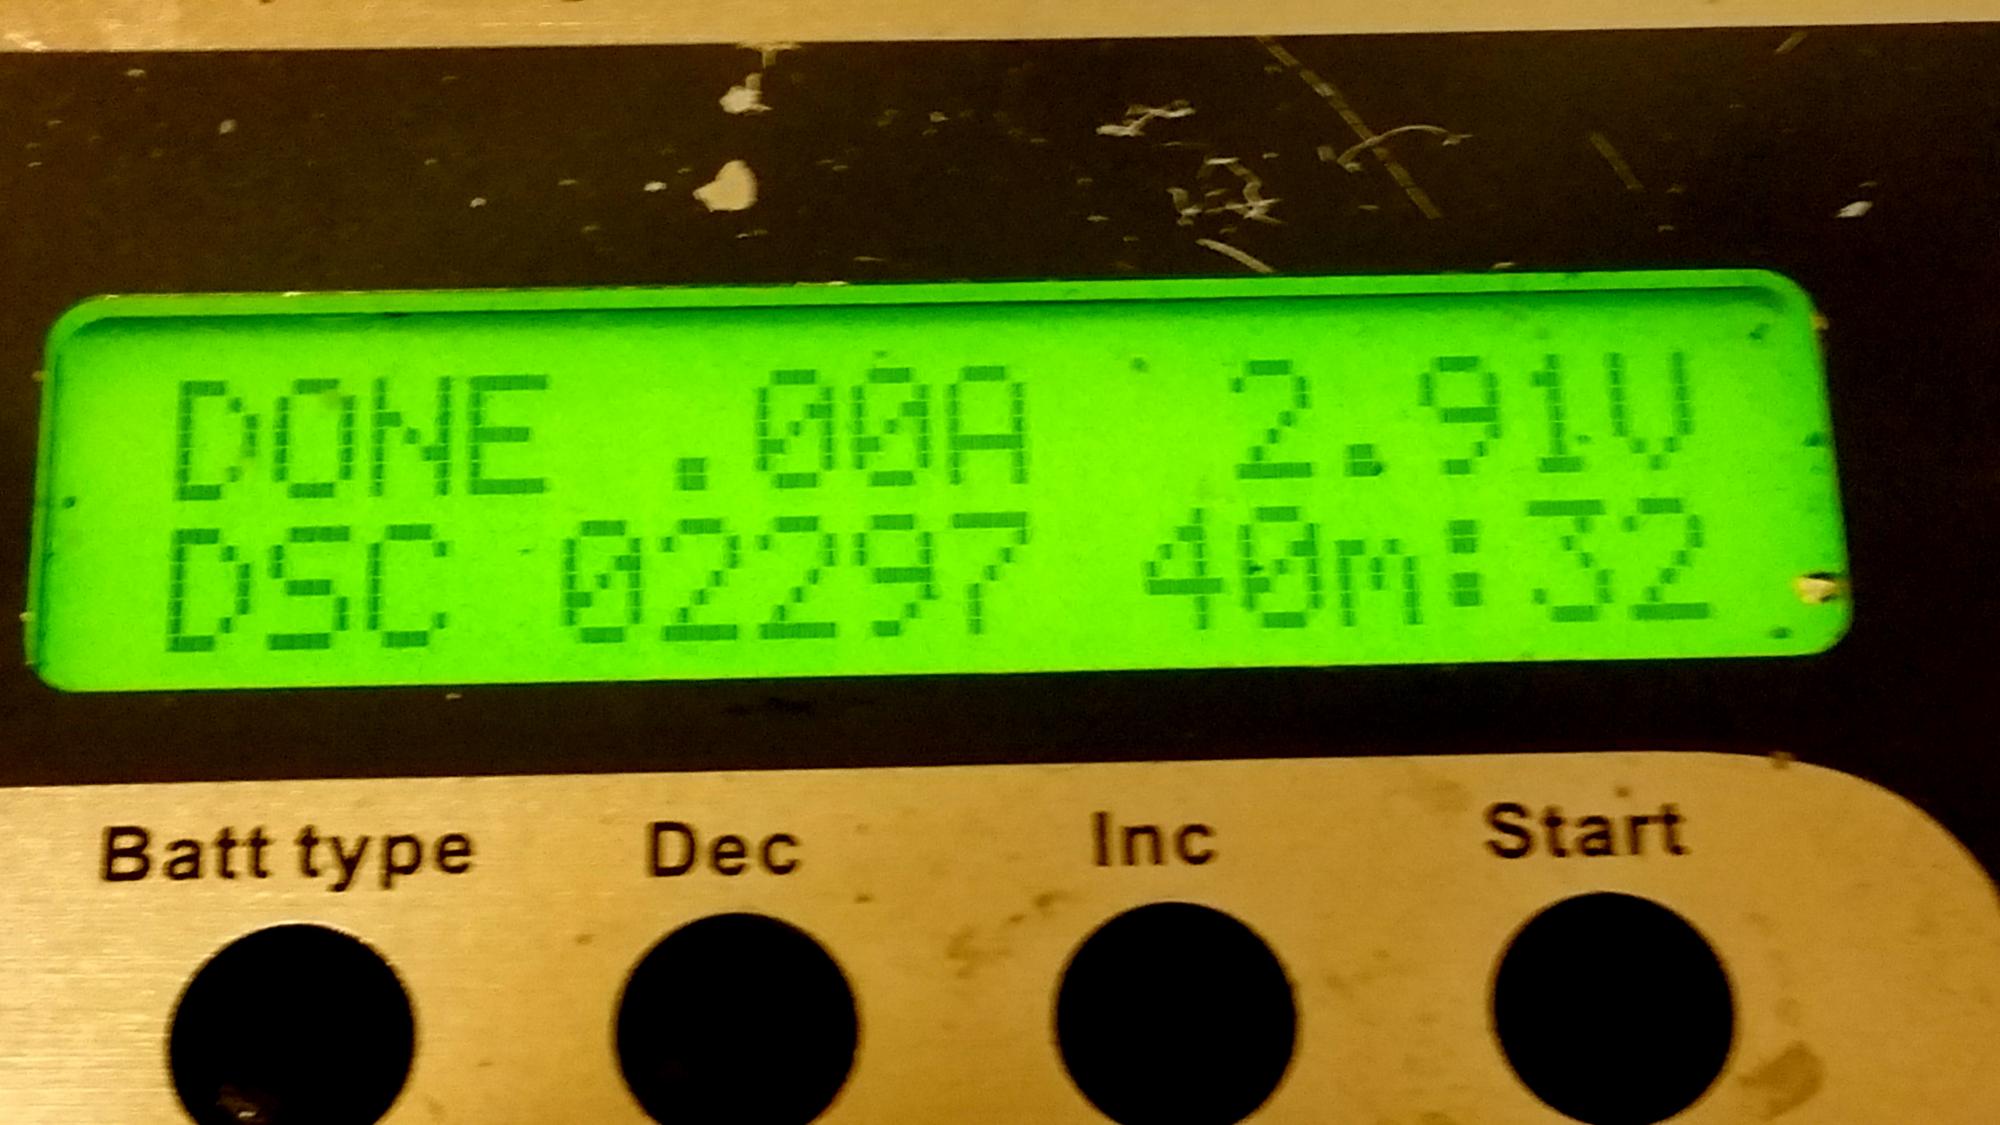 DONE .00A 2.91V
DSC 02297 40m:32
Batt type Dec Inc Start